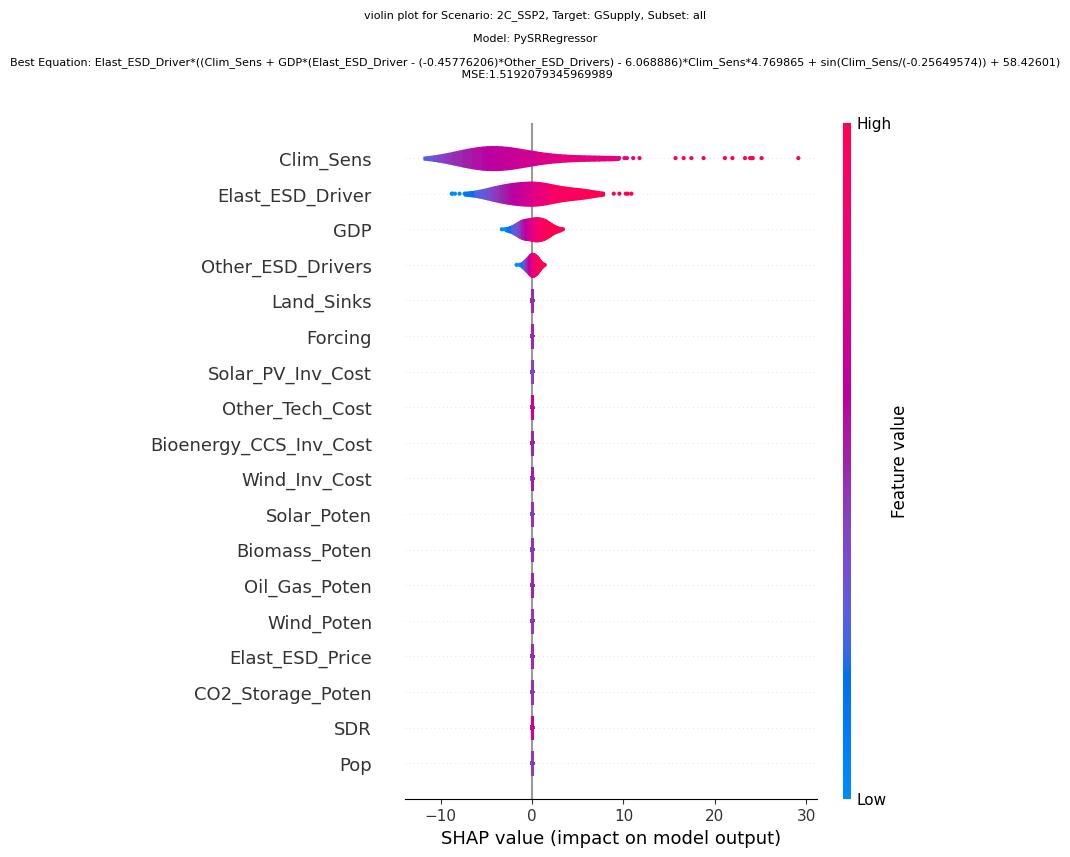 violin plot for Scenario: 2C_SSP2, Target: GSupply, Subset: all
Model: PySRRegressor
Best Equation: Elast_ESD_Driver*((Clim_Sens + GDP*(Elast_ESD_Driver - (-0.45776206)*Other_ESD_Drivers) - 6.068886)*Clim_Sens*4.769865 + sin(Clim_Sens/(-0.25649574)) + 58.42601)
MSE:1.5192079345969989
High
Clim_Sens
Elast_ESD_Driver
GDP
Other_ESD_Drivers
Land_Sinks
Forcing
Solar_PV_Inv_Cost
Other_Tech_Cost
Bioenergy_CCS_Inv_Cost
Wind_Inv_Cost
Solar_Poten
Biomass_Poten
Oil_Gas_Poten
Wind_Poten
Elast_ESD_Price
CO2_Storage_Poten
SDR
Pop
Feature value
Low
−10 0 10 20 30
SHAP value (impact on model output)